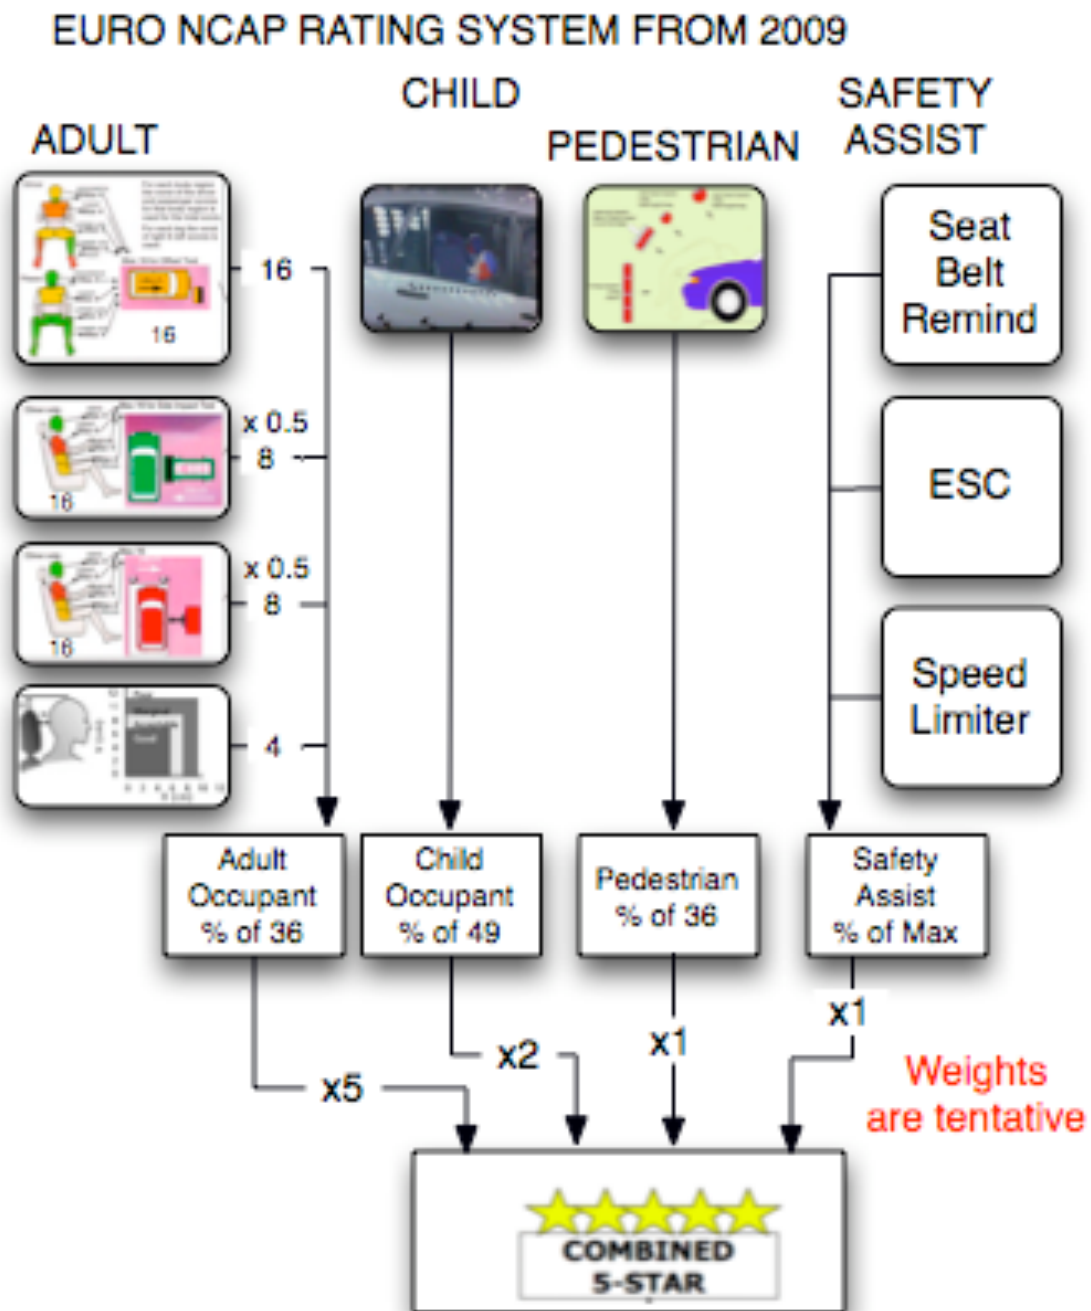 EURO NCAP RATING SYSTEM FROM 2009
CHILD
SAFETY
ASSIST
ADULT
PEDESTRIAN
16
16
x 0.5
8
16
x 0.5
8
16
4
Seat
Belt
Remind
ESC
Speed
Limiter
Adult
Occupant
% of 36
Child
Occupant
% of 49
Pedestrian
% of 36
Safety
Assist
% of Max
x5
x2
x1
x1
Weights
are tentative
COMBINED
5-STAR